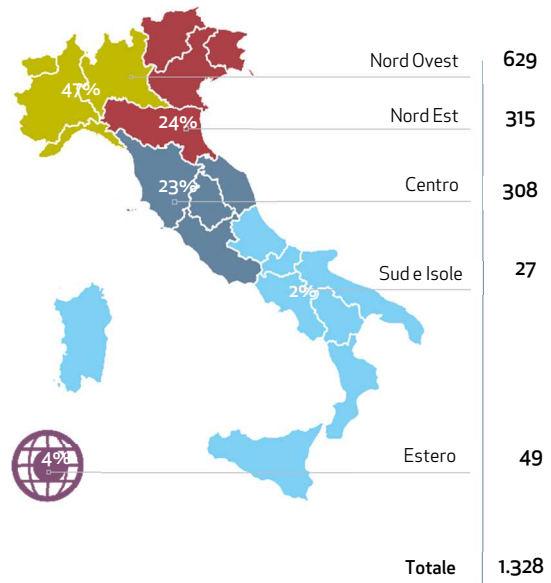 Nord Ovest 629
47%
Nord Est 315
24%
Centro 308
23%
Sud e Isole 27
2%
Estero 49
4%
Totale 1.328